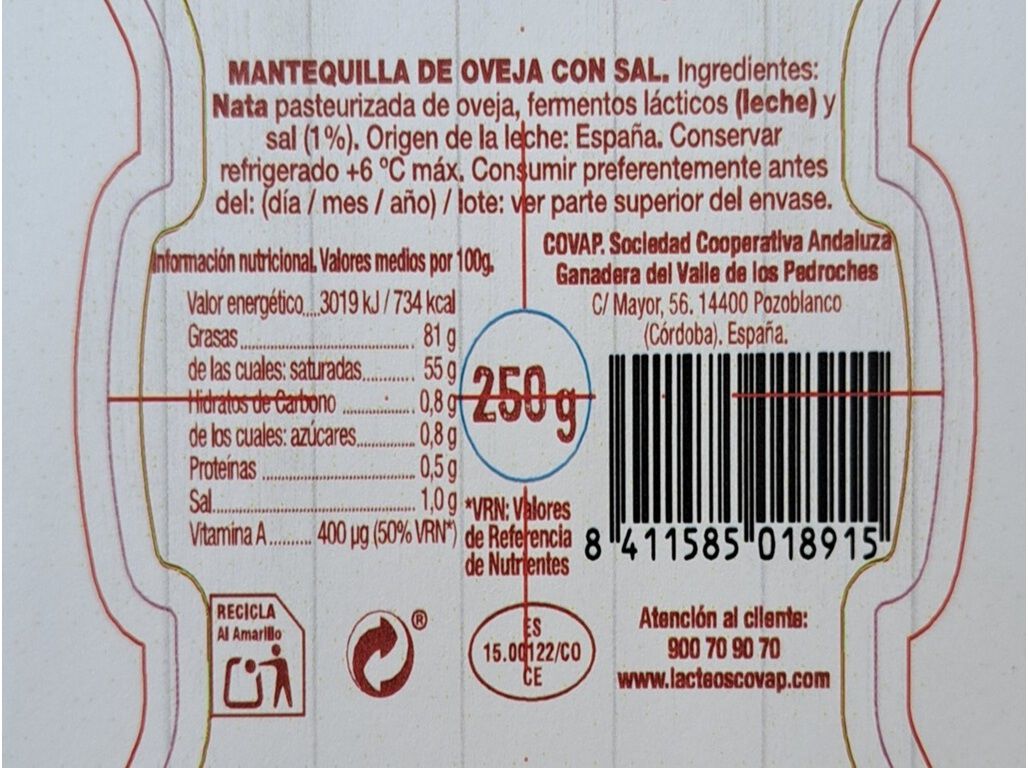 MANTEQUILLA DE OVEJA CON SAL. Ingredientes:
Nata pasteurizada de oveja, fermentos lácticos (leche) y
sal (1%). Origen de la leche: España. Conservar
refrigerado +6 ºC máx. Consumir preferentemente antes
del: (día / mes / año) / lote: ver parte superior del envase.
Información nutricional. Valores medios por 100g.
Valor energético....3019 kJ / 734 kcal
Grasas.................................. 81 g
de las cuales: saturadas............ 55 g
Hidratos de Carbono ................ 0,8 g
de los cuales: azúcares.............. 0,8 g
Proteínas .................................. 0,5 g
Sal........................................... 1,0 g
Vitamina A.......... 400 µg (50% VRN*)
250 g
*VRN: Valores
de Referencia
de Nutrientes
COVAP. Sociedad Cooperativa Andaluza
Ganadera del Valle de los Pedroches
C/ Mayor, 56. 14400 Pozoblanco
(Córdoba). España.
8 411585 018915
RECICLA
Al Amarillo
®
ES
15.00122/CO
CE
Atención al cliente:
900 70 90 70
www.lacteoscovap.com